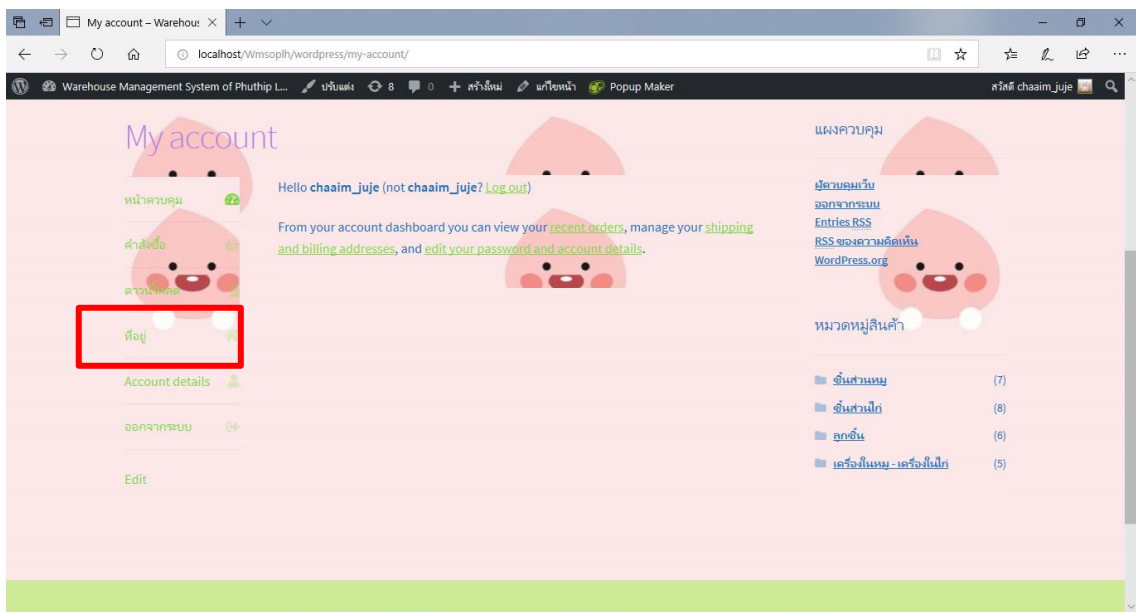 My account – Warehou:
localhost/Wmsoplh/wordpress/my-account/
Warehouse Management System of Phuthip L... ปรับแต่ง 8 0 สร้างใหม่ แก้ไขหน้า Popup Maker สวัสดี chaaim_juje
My account
หน้าควบคุม
คำสั่งซื้อ
ดาวน์โหลด
ที่อยู่
Account details
ออกจากระบบ
Edit
Hello chaaim_juje (not chaaim_juje? Log out)
From your account dashboard you can view your recent orders, manage your shipping
and billing addresses, and edit your password and account details.
แผงควบคุม
ผู้ควบคุมเว็บ
ออกจากระบบ
Entries RSS
RSS ของความคิดเห็น
WordPress.org
หมวดหมู่สินค้า
ชิ้นส่วนหมู (7)
ชิ้นส่วนไก่ (8)
ลูกชิ้น (6)
เครื่องในหมู - เครื่องในไก่ (5)